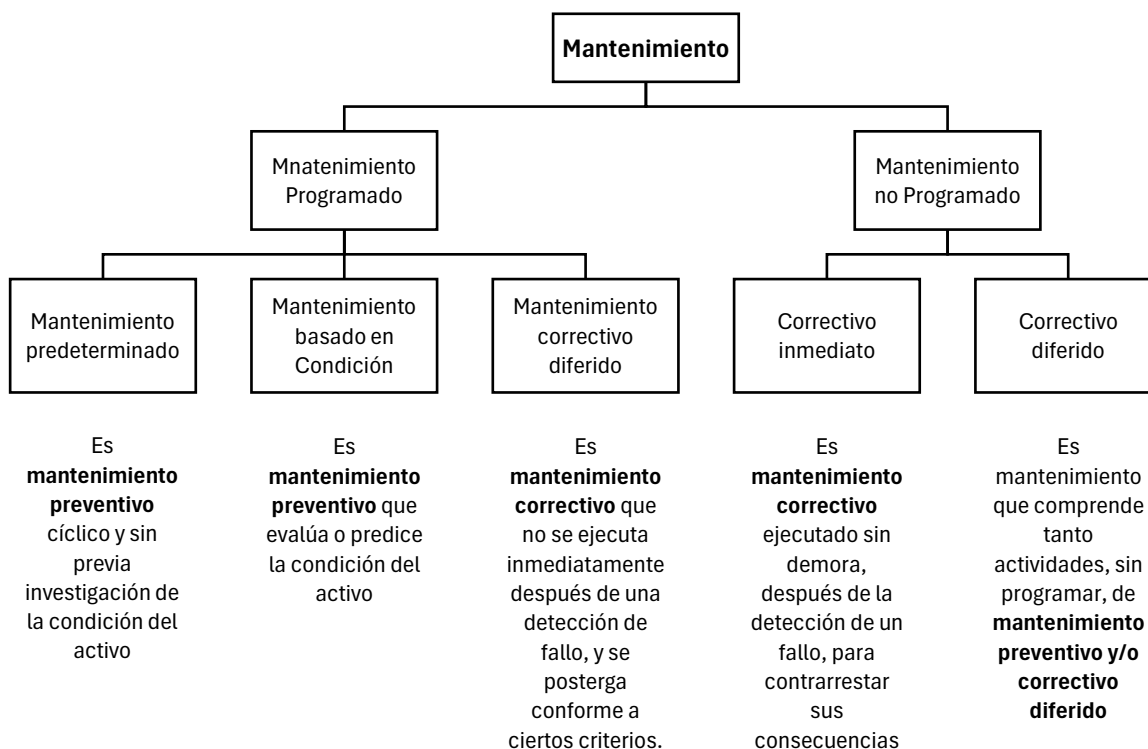 Mantenimiento
Mnatenimiento
Programado
Mantenimiento
no Programado
Mantenimiento
predeterminado
Mantenimiento
basado en
Condición
Mantenimiento
correctivo
diferido
Correctivo
inmediato
Correctivo
diferido
Es
mantenimiento
preventivo
cíclico y sin
previa
investigación de
la condición del
activo
Es
mantenimiento
preventivo que
evalúa o predice
la condición del
activo
Es
mantenimiento
correctivo que
no se ejecuta
inmediatamente
después de una
detección de
fallo, y se
posterga
conforme a
ciertos criterios.
Es
mantenimiento
correctivo
ejecutado sin
demora,
después de la
detección de un
fallo, para
contrarrestar
sus
consecuencias
Es
mantenimiento
que comprende
tanto
actividades, sin
programar, de
mantenimiento
preventivo y/o
correctivo
diferido